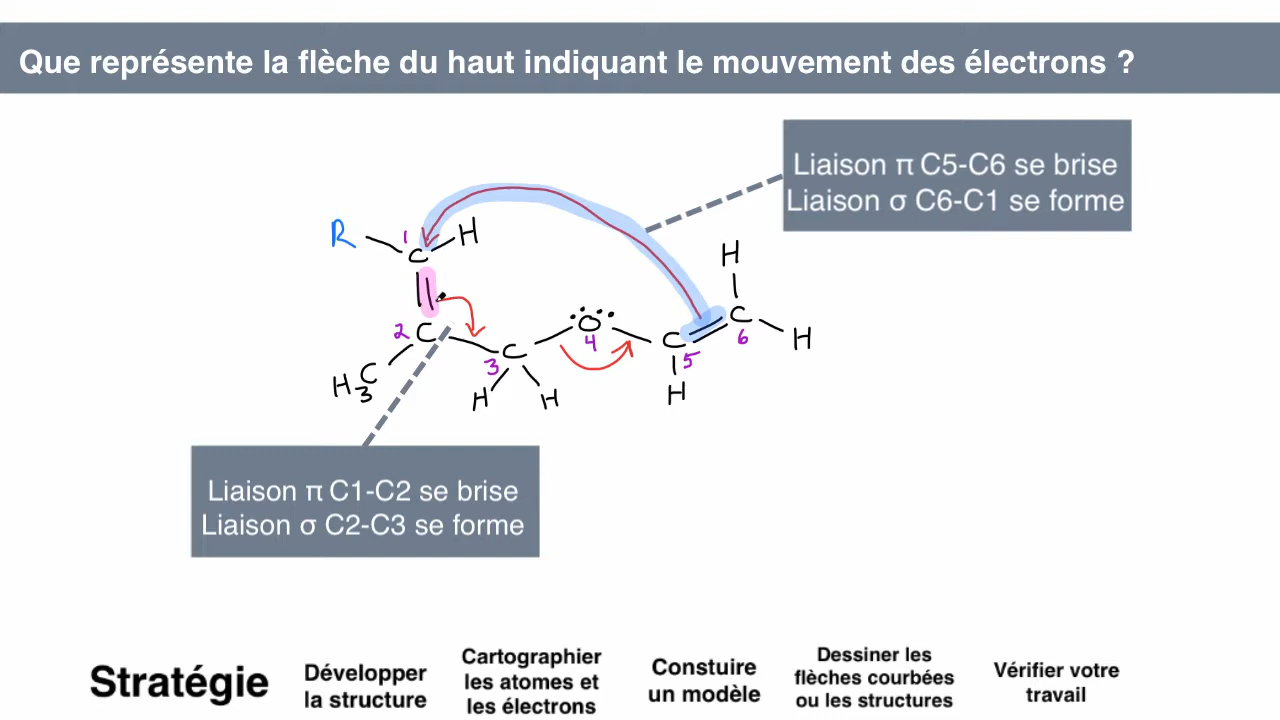 Que représente la flèche du haut indiquant le mouvement des électrons ?
Liaison π C5-C6 se brise
Liaison σ C6-C1 se forme
H
R
1
H
C
C
6
H
2
C
O
4
C
5
C
3
H3C
H
H
H
Liaison π C1-C2 se brise
Liaison σ C2-C3 se forme
Stratégie
Développer
la structure
Cartographier
les atomes et
les électrons
Constuire
un modèle
Dessiner les
flèches courbées
ou les structures
Vérifier votre
travail